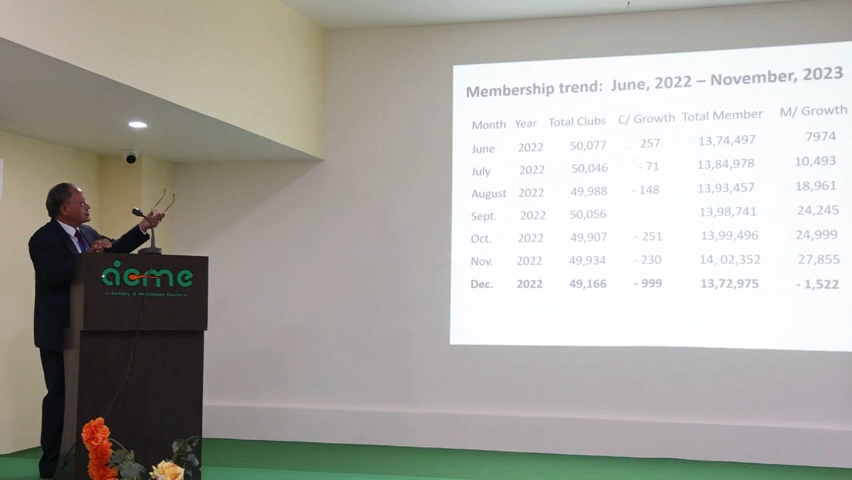 Membership trend: June, 2022 – November, 2023
Month Year Total Clubs C/ Growth Total Member M/ Growth
June 2022 50,077 257 13,74,497 7974
July 2022 50,046 - 71 13,84,978 10,493
August 2022 49,988 - 148 13,93,457 18,961
Sept. 2022 50,056 13,98,741 24,245
Oct. 2022 49,907 - 251 13,99,496 24,999
Nov. 2022 49,934 - 230 14, 02,352 27,855
Dec. 2022 49,166 - 999 13,72,975 - 1,522
acme